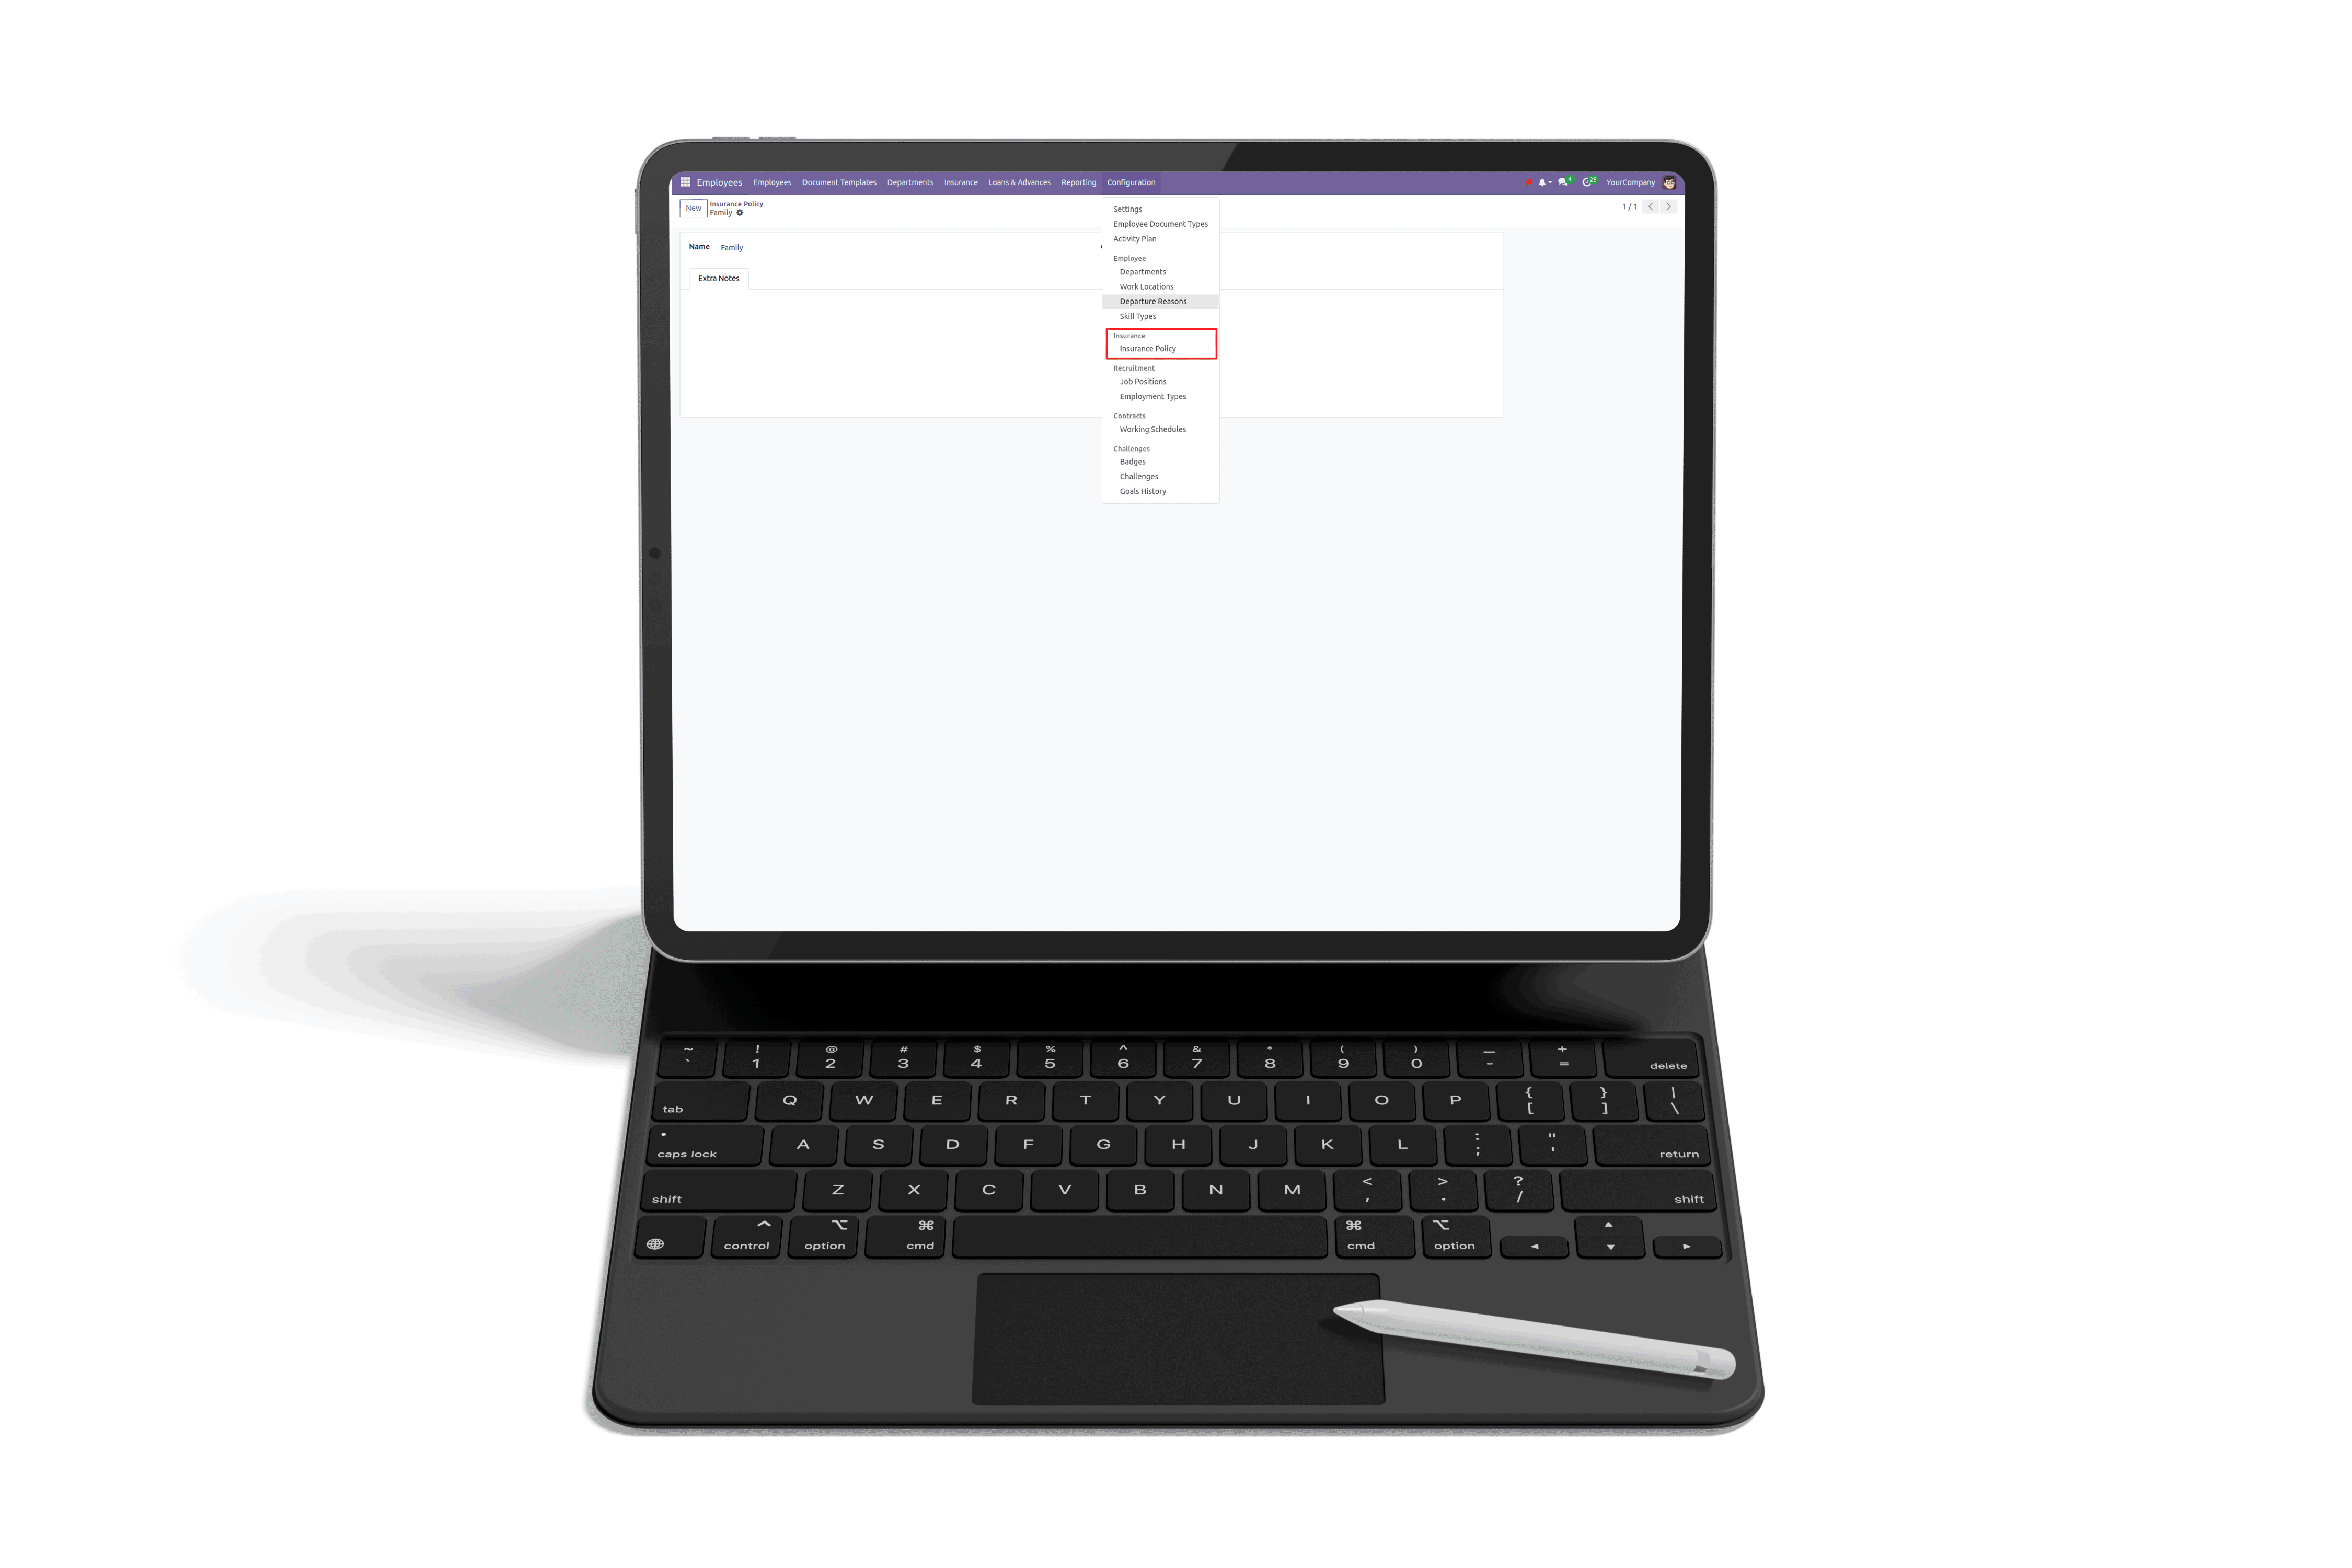 Employees Employees Document Templates Departments Insurance Loans & Advances Reporting Configuration 4 25 YourCompany
New Insurance Policy
Family
1 / 1
Name Family
Extra Notes
Settings
Employee Document Types
Activity Plan
Employee
Departments
Work Locations
Departure Reasons
Skill Types
Insurance
Insurance Policy
Recruitment
Job Positions
Employment Types
Contracts
Working Schedules
Challenges
Badges
Challenges
Goals History
~ ! @ # $ % ^ & * ( ) — +
` 1 2 3 4 5 6 7 8 9 0 - = delete
tab Q W E R T Y U I O P { [ } ] | \
caps lock A S D F G H J K L : ; " ' return
shift Z X C V B N M < , > . ? / shift
control option cmd cmd option